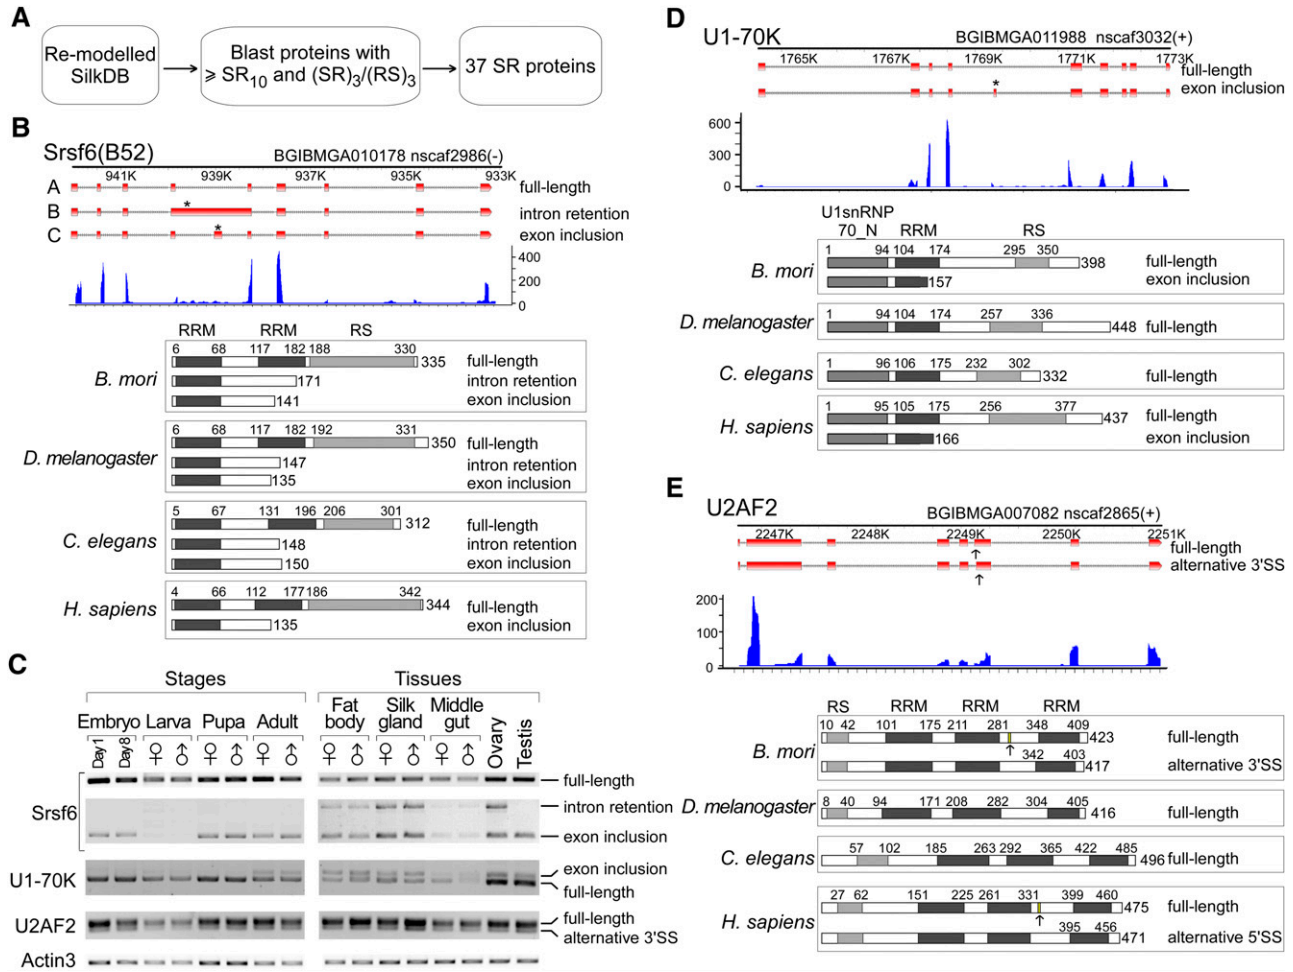 A
Re-modelled
SilkDB
Blast proteins with
≥ SR10 and (SR)3/(RS)3
37 SR proteins
B
Srsf6(B52)
BGIBMGA010178 nscaf2986(-)
941K 939K 937K 935K 933K
A full-length
B * intron retention
C * exon inclusion
400
200
0
RRM RRM RS
B. mori
6 68 117 182 188 330
335 full-length
171 intron retention
141 exon inclusion
D. melanogaster
6 68 117 182 192 331
350 full-length
147 intron retention
135 exon inclusion
C. elegans
5 67 131 196 206 301
312 full-length
148 intron retention
150 exon inclusion
H. sapiens
4 66 112 177 186 342
344 full-length
135 exon inclusion
C
Stages Tissues
Embryo Larva Pupa Adult
Fat body Silk gland Middle gut Ovary Testis
Day1 Day8 ♀ ♂ ♀ ♂ ♀ ♂ ♀ ♂ ♀ ♂ ♀ ♂
Srsf6
full-length
intron retention
exon inclusion
U1-70K
exon inclusion
full-length
U2AF2
full-length
alternative 3'SS
Actin3
D
U1-70K
BGIBMGA011988 nscaf3032(+)
1765K 1767K 1769K 1771K 1773K
full-length
* exon inclusion
600
300
0
U1snRNP
70_N RRM RS
B. mori
1 94 104 174 295 350
398 full-length
157 exon inclusion
D. melanogaster
1 94 104 174 257 336
448 full-length
C. elegans
1 96 106 175 232 302
332 full-length
H. sapiens
1 95 105 175 256 377
437 full-length
166 exon inclusion
E
U2AF2
BGIBMGA007082 nscaf2865(+)
2247K 2248K 2249K 2250K 2251K
full-length
alternative 3'SS
200
100
0
RS RRM RRM RRM
B. mori
10 42 101 175 211 281 348 409
423 full-length
342 403
417 alternative 3'SS
D. melanogaster
8 40 94 171 208 282 304 405
416 full-length
C. elegans
57 102 185 263 292 365 422 485
496 full-length
H. sapiens
27 62 151 225 261 331 399 460
475 full-length
395 456
471 alternative 5'SS